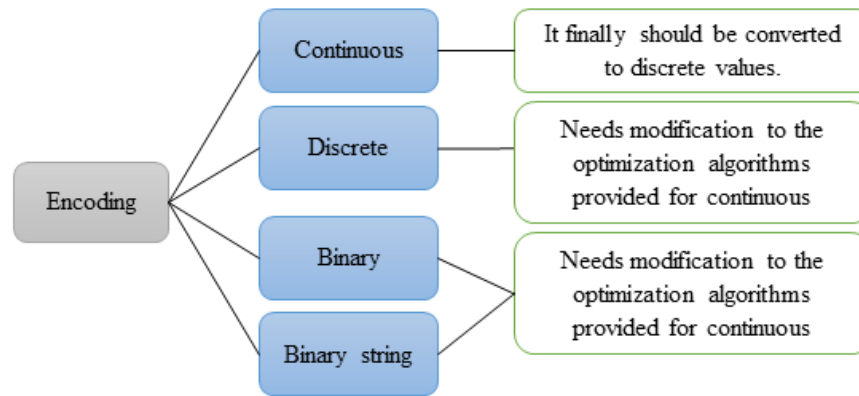 Encoding
Continuous
It finally should be converted
to discrete values.
Discrete
Needs modification to the
optimization algorithms
provided for continuous
Binary
Binary string
Needs modification to the
optimization algorithms
provided for continuous